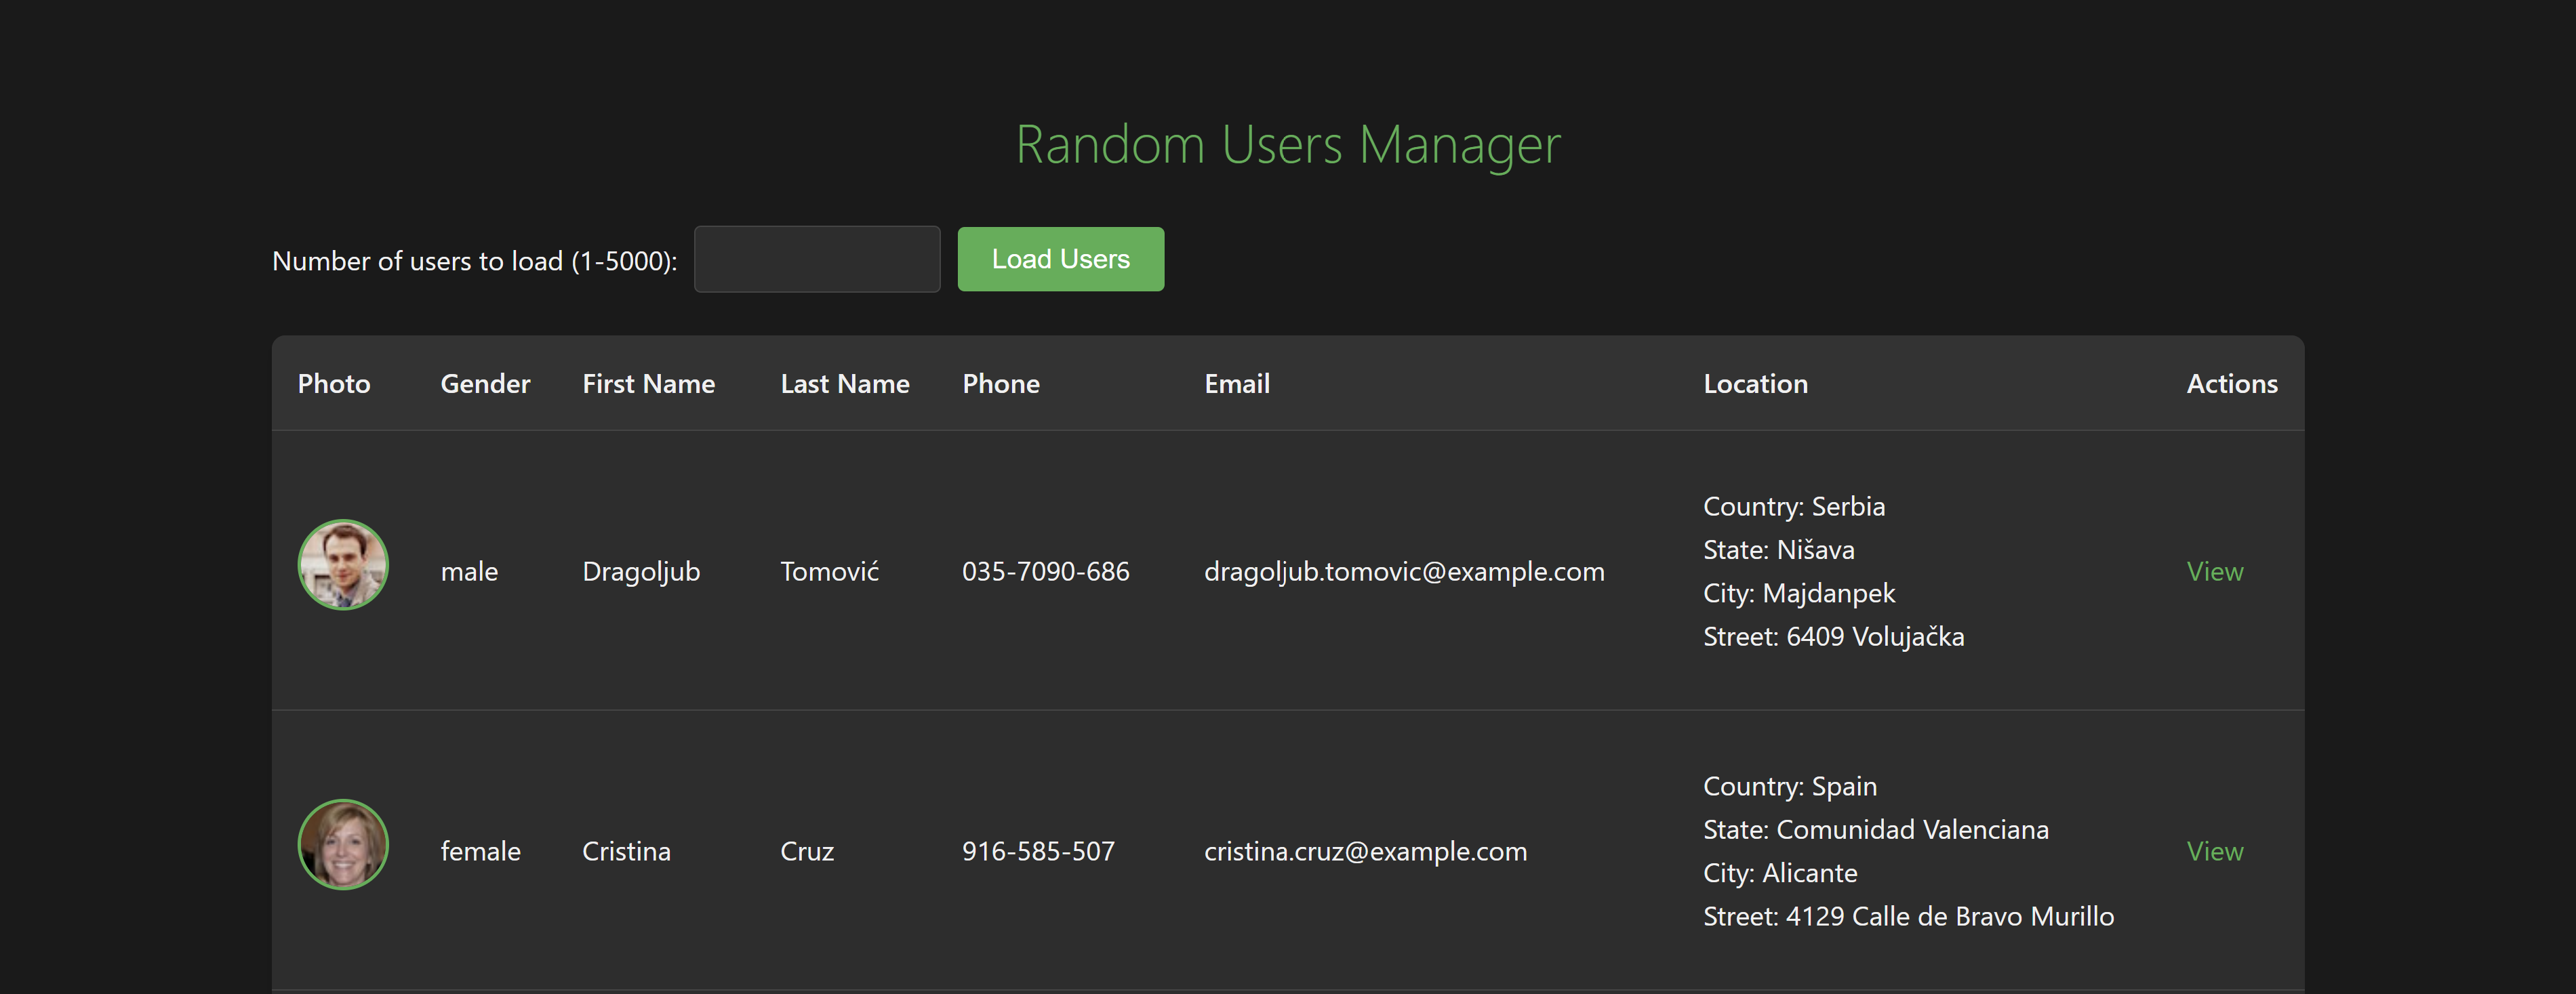 Random Users Manager
Number of users to load (1-5000):
Load Users
Photo Gender First Name Last Name Phone Email Location Actions
male Dragoljub Tomović 035-7090-686 dragoljub.tomovic@example.com
Country: Serbia
State: Nišava
City: Majdanpek
Street: 6409 Volujačka
View
female Cristina Cruz 916-585-507 cristina.cruz@example.com
Country: Spain
State: Comunidad Valenciana
City: Alicante
Street: 4129 Calle de Bravo Murillo
View